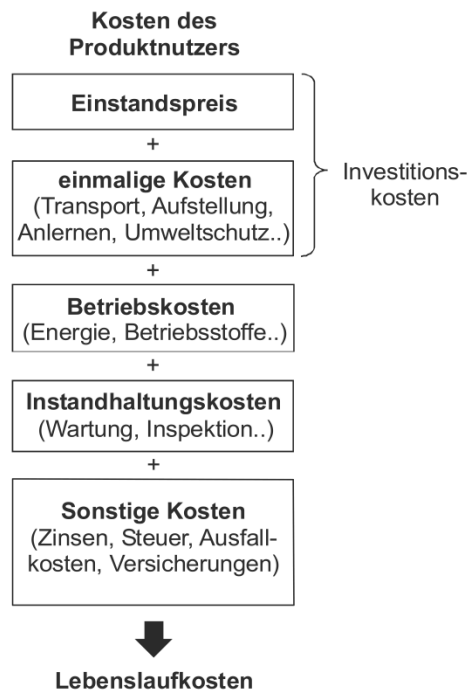 Kosten des
Produktnutzers
Einstandspreis
+
einmalige Kosten
(Transport, Aufstellung,
Anlernen, Umweltschutz..)
Investitions-
kosten
+
Betriebskosten
(Energie, Betriebsstoffe..)
+
Instandhaltungskosten
(Wartung, Inspektion..)
+
Sonstige Kosten
(Zinsen, Steuer, Ausfall-
kosten, Versicherungen)
Lebenslaufkosten